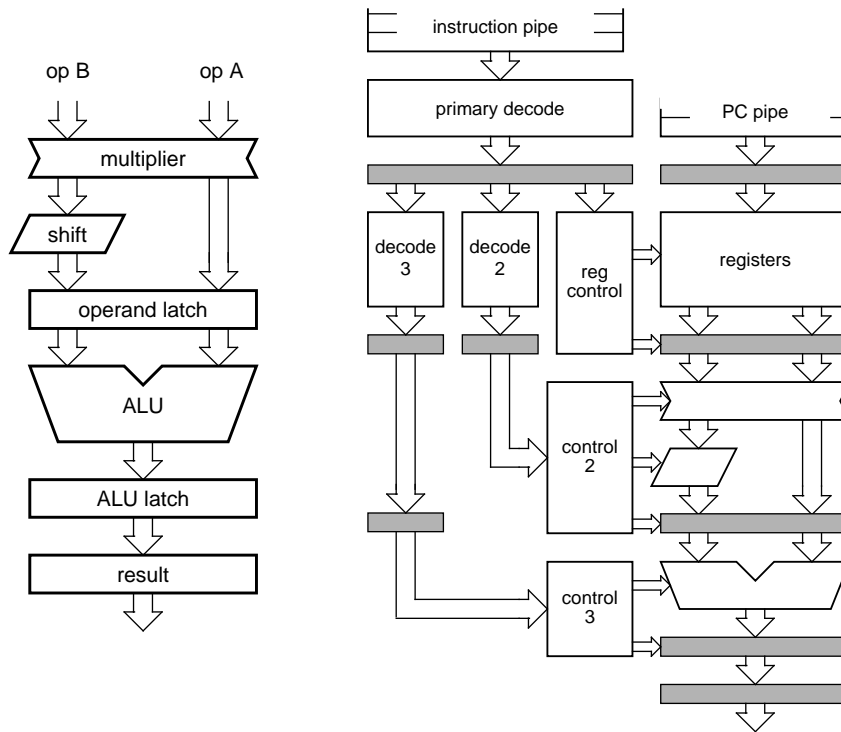 op B
op A
multiplier
shift
operand latch
ALU
ALU latch
result
instruction pipe
primary decode
PC pipe
decode
3
decode
2
reg
control
registers
control
2
control
3